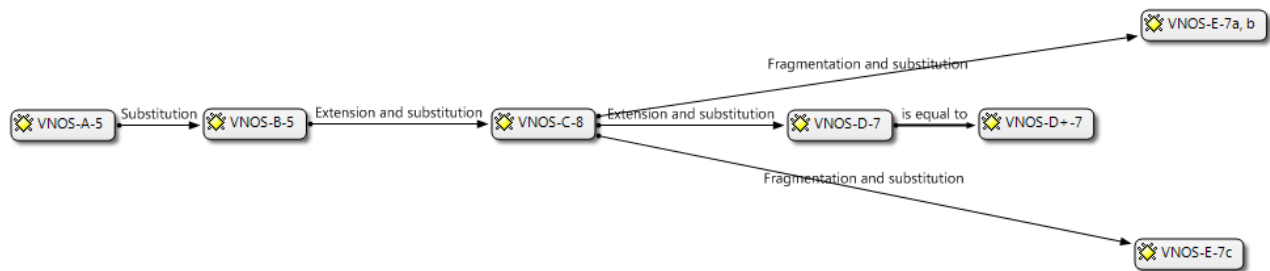 VNOS-E-7a, b
Fragmentation and substitution
VNOS-A-5
Substitution
VNOS-B-5
Extension and substitution
VNOS-C-8
Extension and substitution
VNOS-D-7
is equal to
VNOS-D+-7
Fragmentation and substitution
VNOS-E-7c